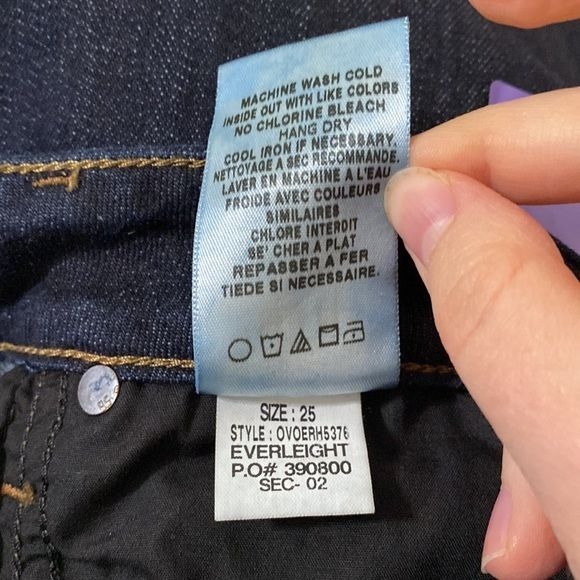 MACHINE WASH COLD
INSIDE OUT WITH LIKE COLORS
NO CHLORINE BLEACH
HANG DRY
COOL IRON IF NECESSARY.
NETTOYAGE A SEC RECOMMANDE.
LAVER EN MACHINE A L'EAU
FROIDE AVEC COULEURS
SIMILAIRES
CHLORE INTERDIT
SE' CHER A PLAT
REPASSER A FER
TIEDE SI NECESSAIRE.
SIZE : 25
STYLE : OVOERH5376
EVERLEIGHT
P.O# 390800
SEC- 02